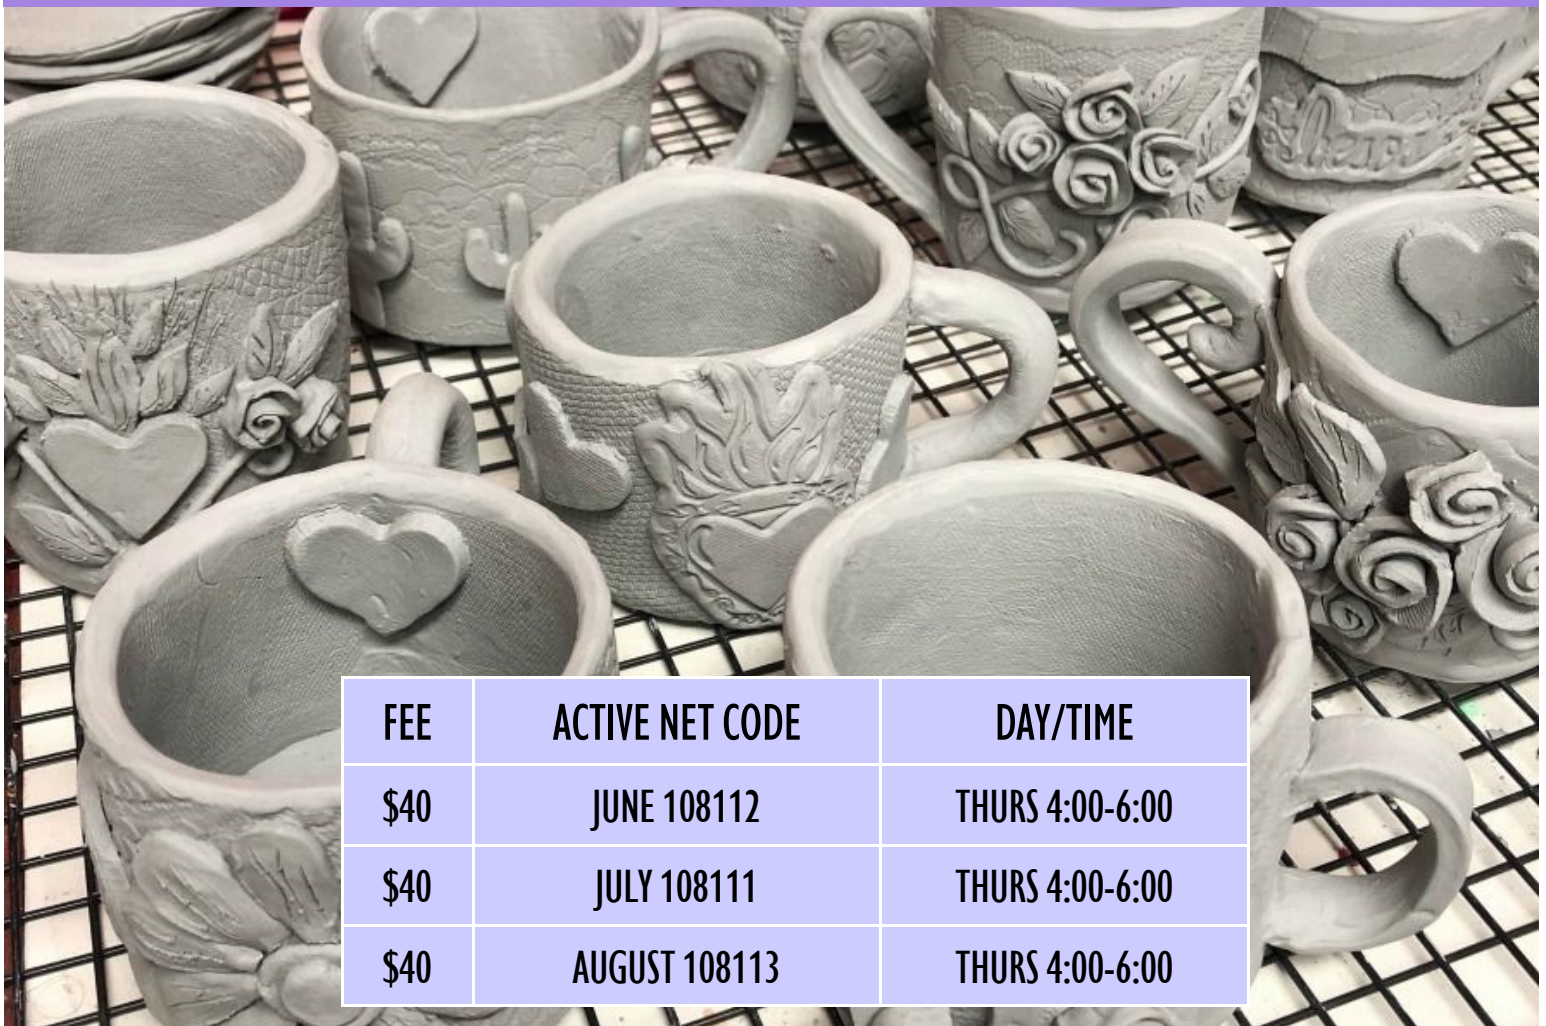 FEE ACTIVE NET CODE DAY/TIME
$40 JUNE 108112 THURS 4:00-6:00
$40 JULY 108111 THURS 4:00-6:00
$40 AUGUST 108113 THURS 4:00-6:00